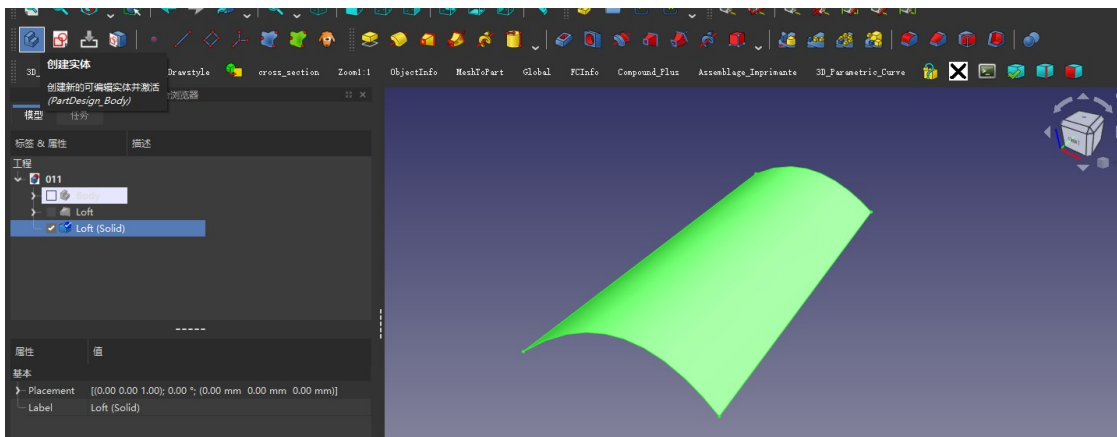 创建实体
创建新的可编辑实体并激活
(PartDesign_Body)
3D_
Drawstyle
cross_section
Zoom1:1
ObjectInfo
MeshToPart
Global
FCInfo
Compound_Plus
Assemblage_Imprimante
3D_Parametric_Curve
浏览器
模型 任务
标签 & 属性 描述
工程
011
Body
Loft
Loft (Solid)
属性 值
基本
Placement [(0.00 0.00 1.00); 0.00 °; (0.00 mm 0.00 mm 0.00 mm)]
Label Loft (Solid)